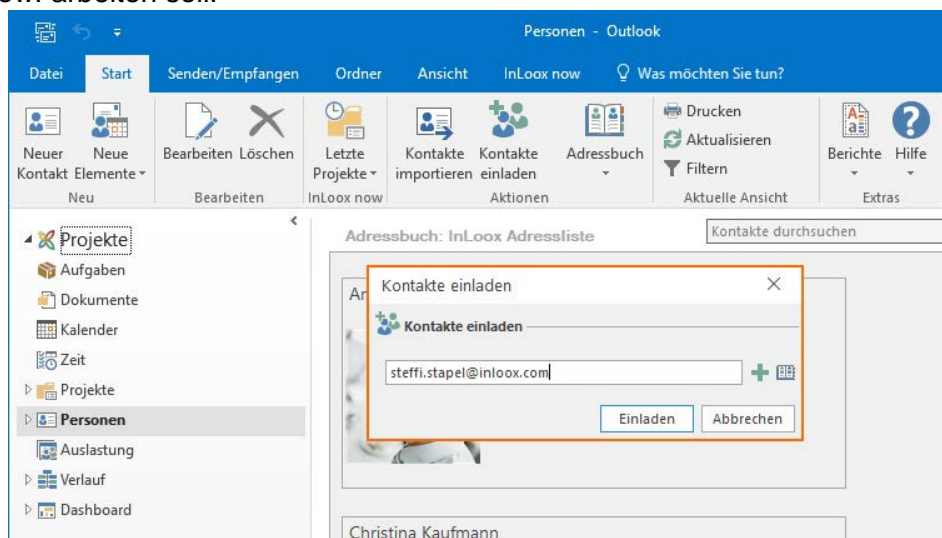 arbeiten soll.
Personen - Outlook
Datei Start Senden/Empfangen Ordner Ansicht InLoox now Was möchten Sie tun?
Neuer Kontakt
Neue Elemente
Bearbeiten Löschen
Letzte Projekte
Kontakte importieren
Kontakte einladen
Adressbuch
Drucken
Aktualisieren
Filtern
Berichte Hilfe
Neu Bearbeiten InLoox now Aktionen Aktuelle Ansicht Extras
Projekte
Aufgaben
Dokumente
Kalender
Zeit
Projekte
Personen
Auslastung
Verlauf
Dashboard
Adressbuch: InLoox Adressliste
Kontakte durchsuchen
Kontakte einladen
Kontakte einladen
steffi.stapel@inloox.com
Einladen Abbrechen
Christina Kaufmann